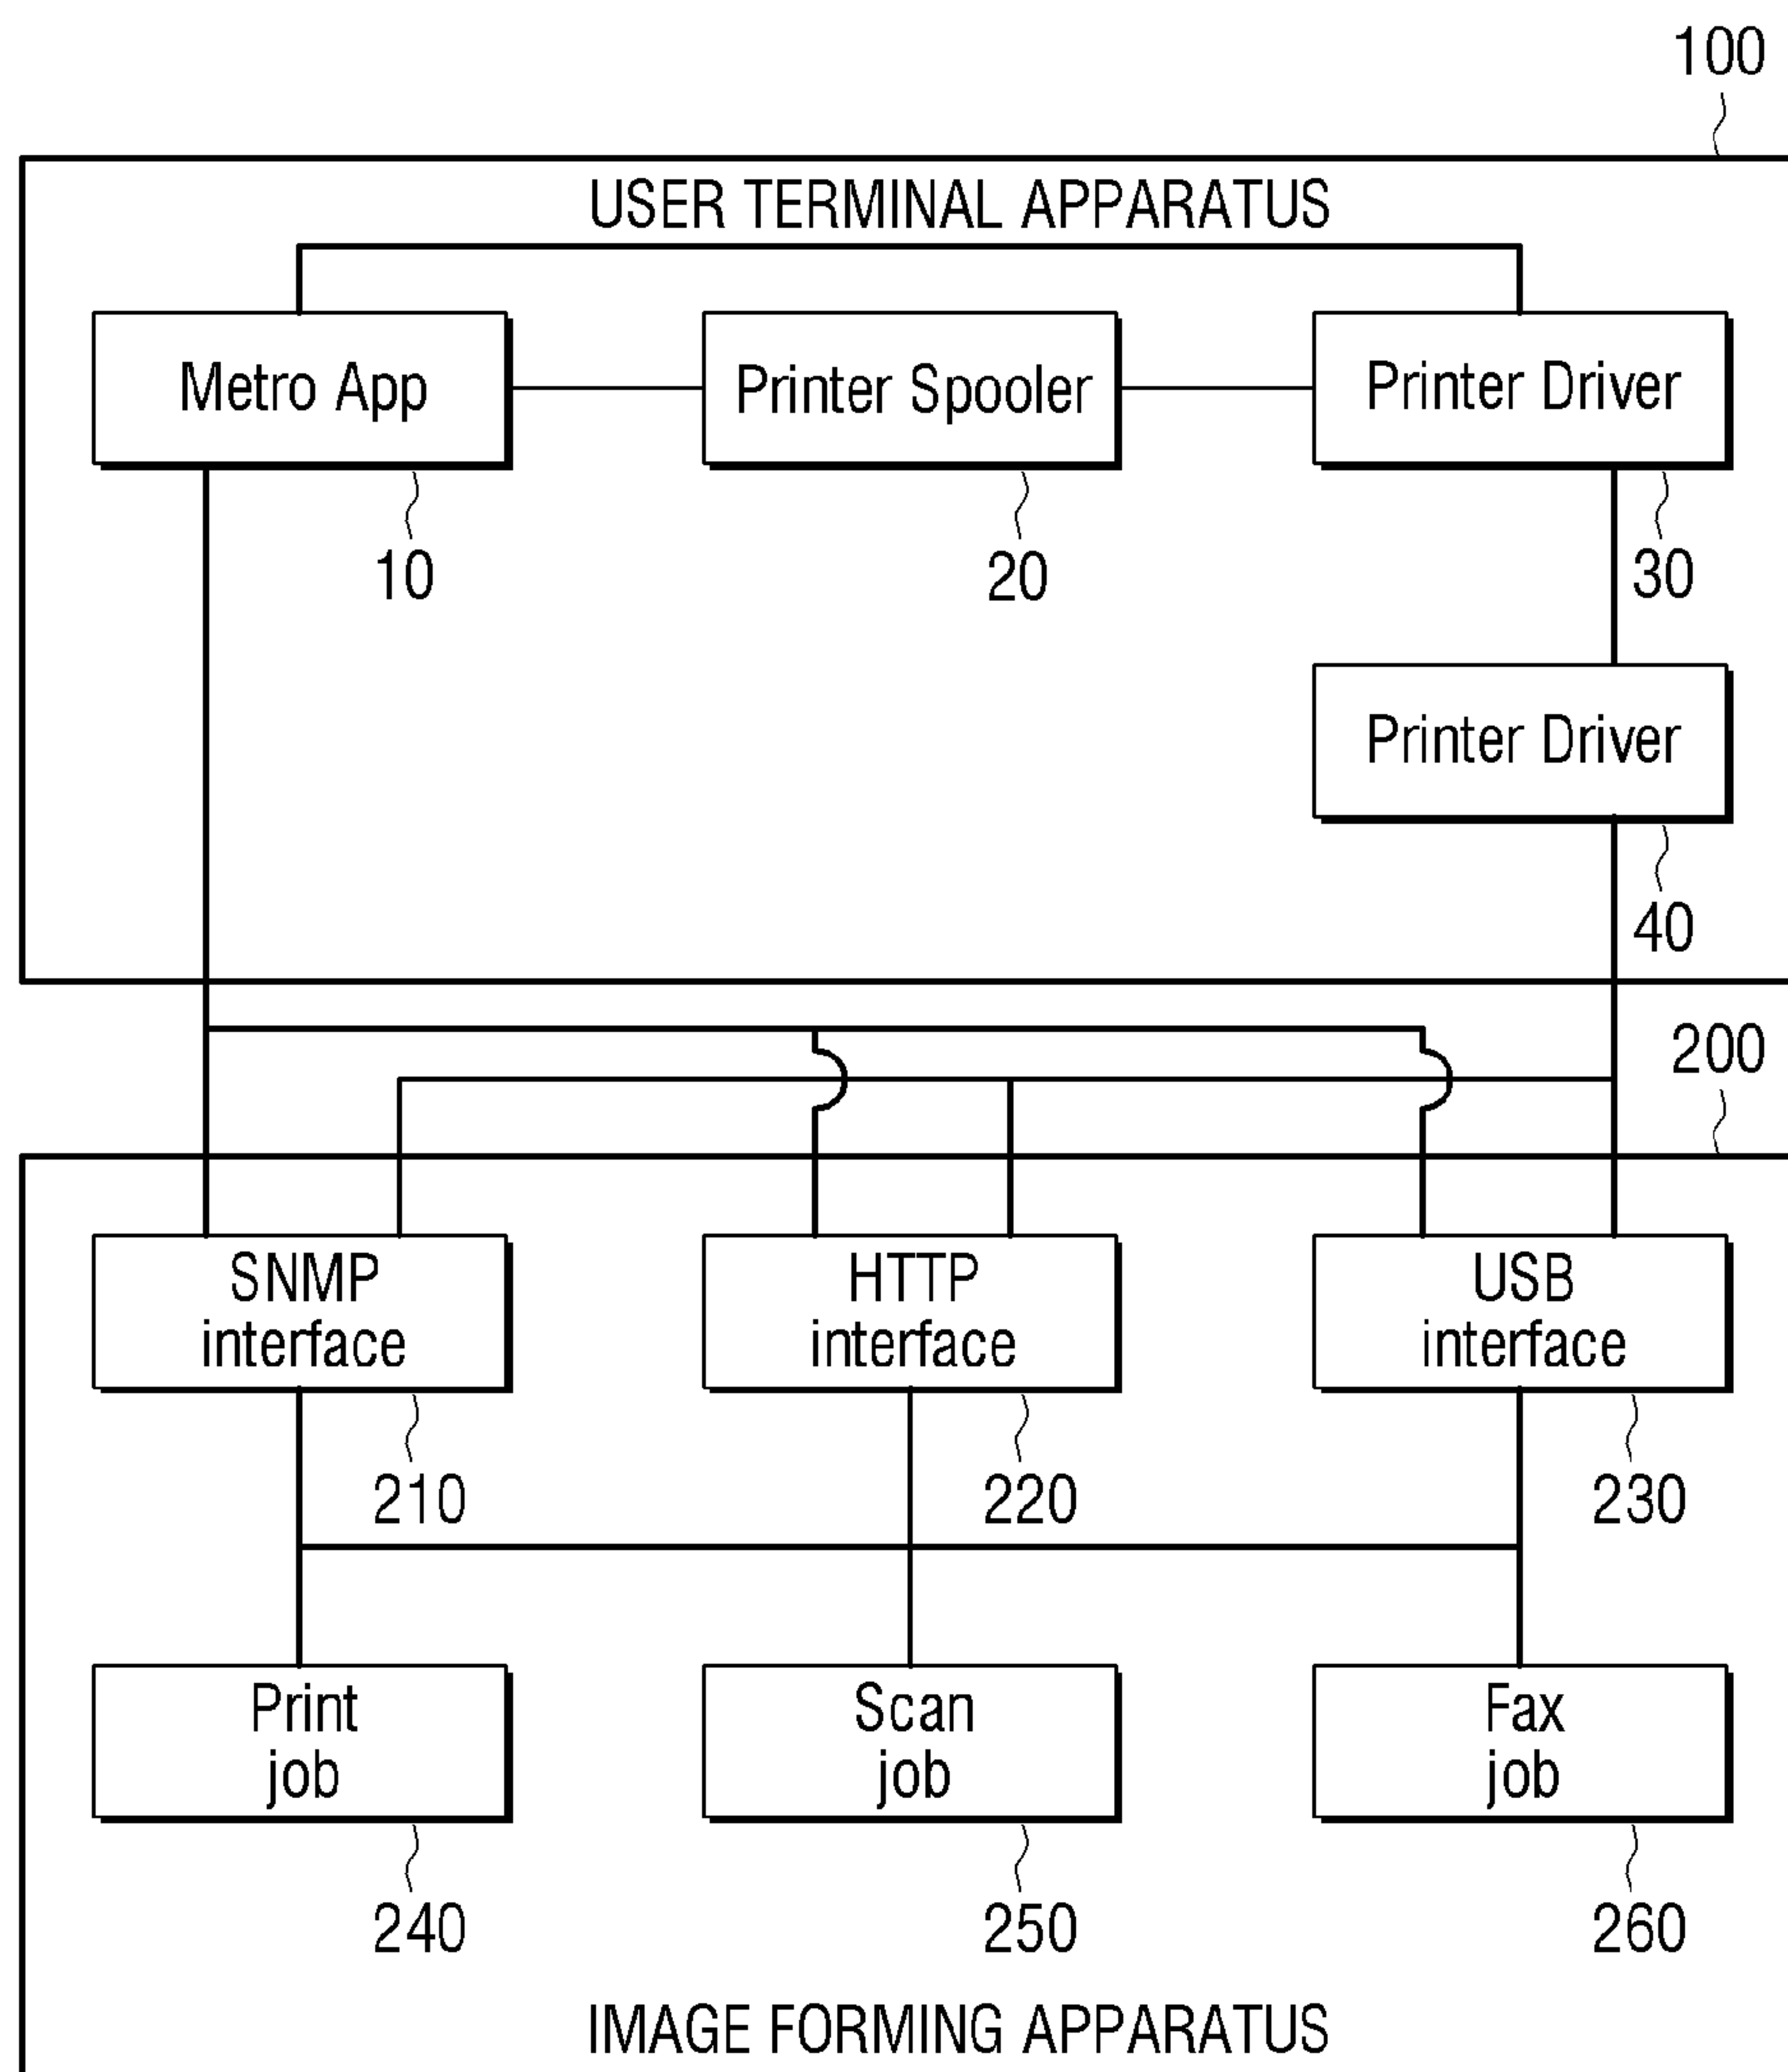 100
USER TERMINAL APPARATUS
Metro App
Printer Spooler
Printer Driver
10
20
30
Printer Driver
40
200
SNMP
interface
HTTP
interface
USB
interface
210
220
230
Print
job
Scan
job
Fax
job
240
250
260
IMAGE FORMING APPARATUS